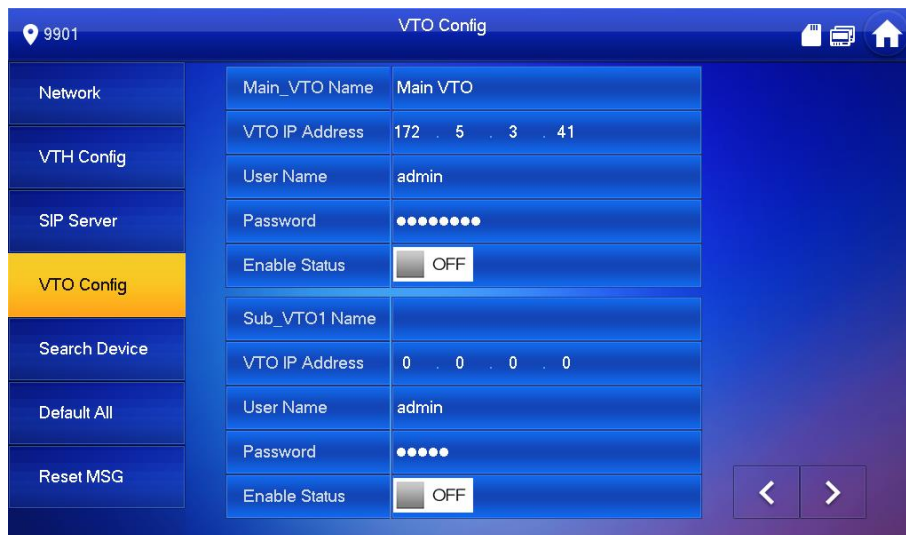 9901
VTO Config
Network
VTH Config
SIP Server
VTO Config
Search Device
Default All
Reset MSG
Main_VTO Name Main VTO
VTO IP Address 172 . 5 . 3 . 41
User Name admin
Password ●●●●●●●●
Enable Status OFF
Sub_VTO1 Name
VTO IP Address 0 . 0 . 0 . 0
User Name admin
Password ●●●●●
Enable Status OFF